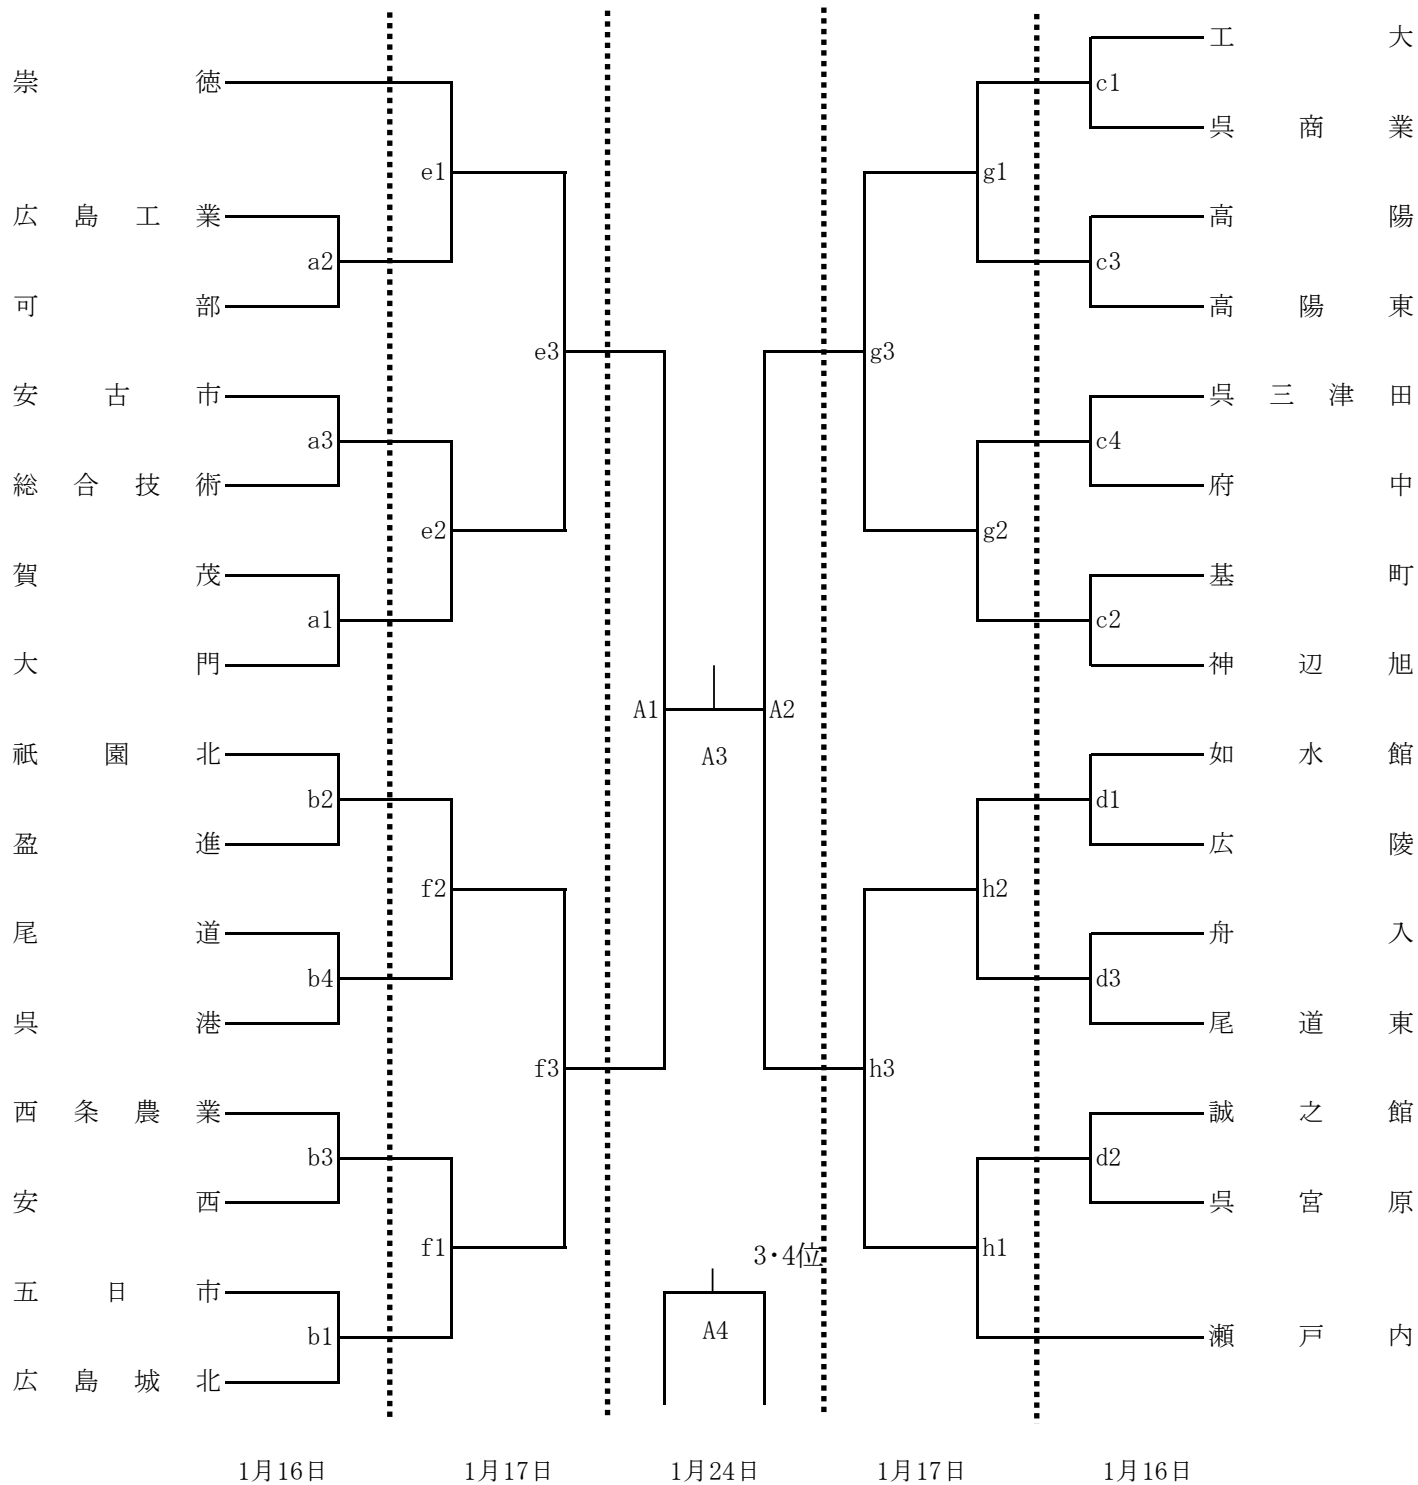 工大
崇徳
c1
呉商業
e1
g1
広島工業
高陽
a2
c3
可部
高陽東
e3
g3
安古市
呉三津田
a3
c4
総合技術
府中
e2
g2
賀茂
基町
a1
c2
大門
神辺旭
A1
A2
A3
祇園北
如水館
b2
d1
盈進
広陵
f2
h2
尾道
舟入
b4
d3
呉港
尾道東
f3
h3
西条農業
誠之館
b3
d2
安西
呉宮原
f1
3・4位
h1
五日市
A4
b1
瀬戸内
広島城北
1月16日
1月17日
1月24日
1月17日
1月16日